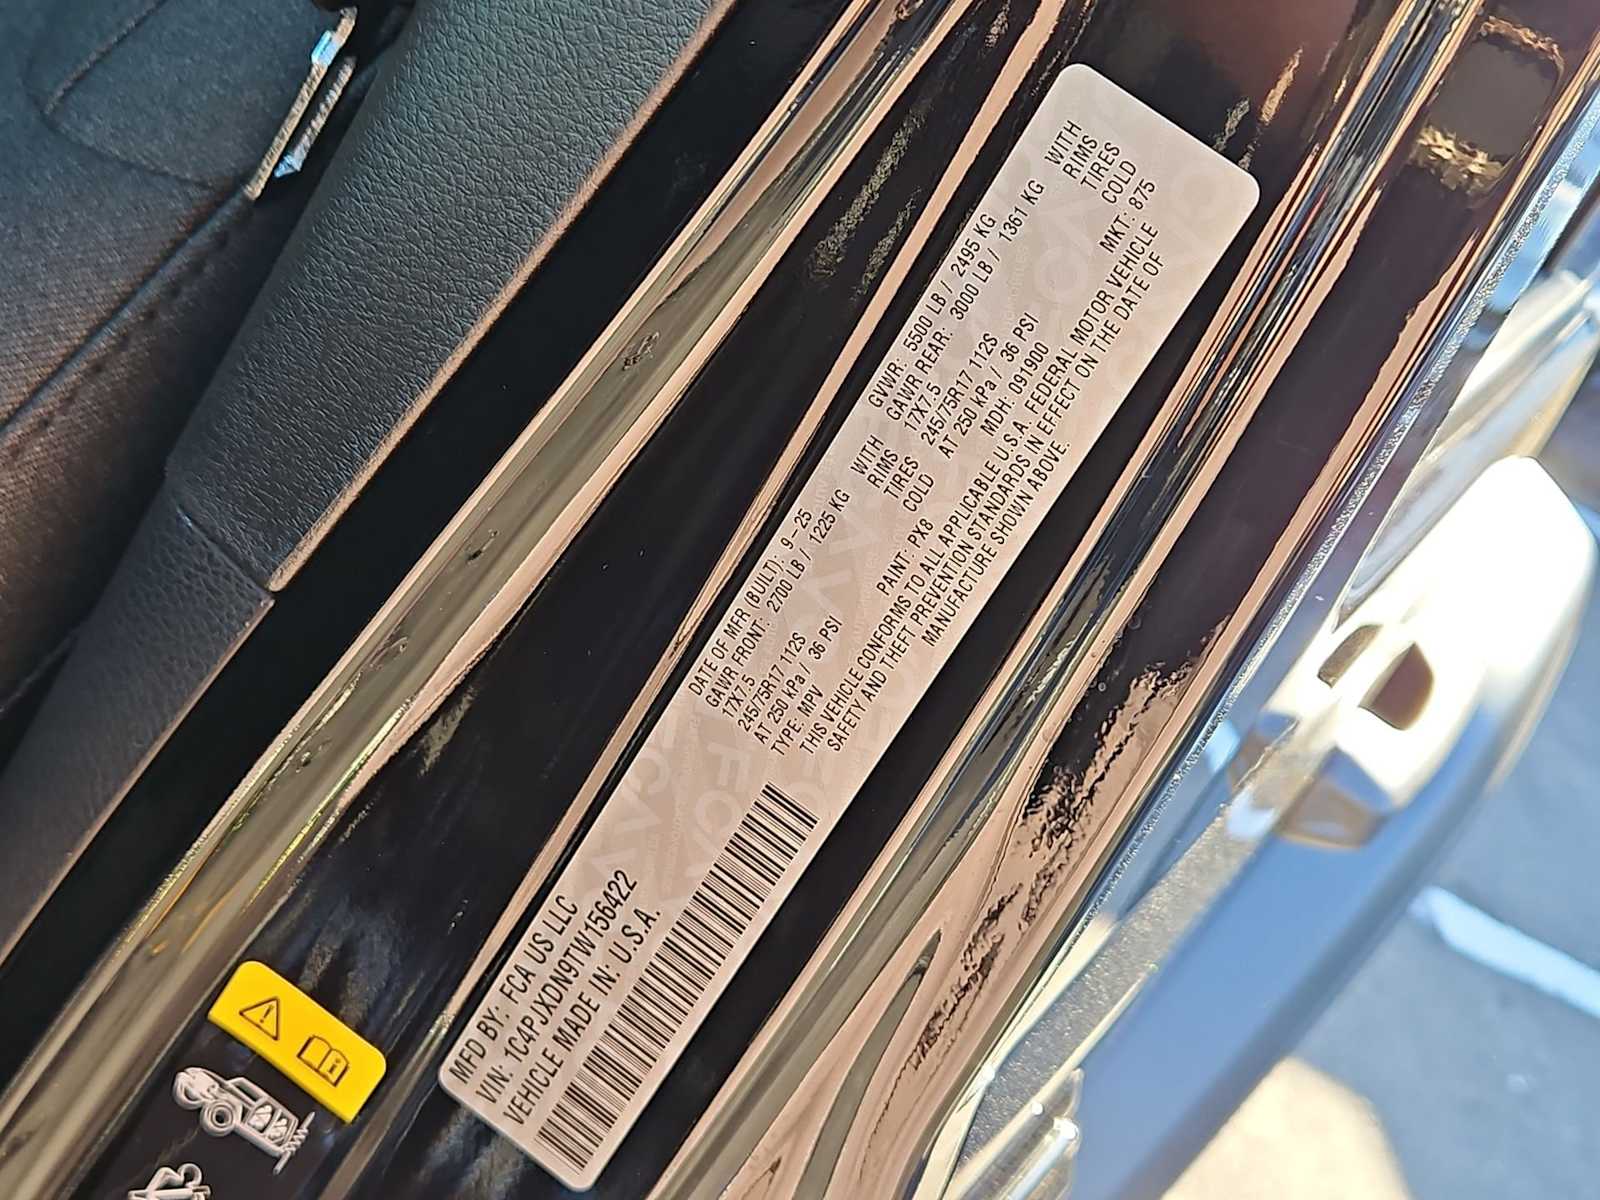 MFD BY: FCA US LLC
VIN: 1C4PJXDN9TW156422
VEHICLE MADE IN: U.S.A.
DATE OF MFR (BUILT): 9-25 GVWR: 5500 LB / 2495 KG
GAWR FRONT: 2700 LB / 1225 KG WITH GAWR REAR: 3000 LB / 1361 KG WITH
17X7.5 RIMS 17X7.5 RIMS
245/75R17 112S TIRES 245/75R17 112S TIRES
AT 250 kPa // 36 PSI COLD AT 250 kPa // 36 PSI COLD
TYPE: MPV PAINT: PX8 MDH: 091900 MKT: 875
THIS VEHICLE CONFORMS TO ALL APPLICABLE U.S.A. FEDERAL MOTOR VEHICLE
SAFETY AND THEFT PREVENTION STANDARDS IN EFFECT ON THE DATE OF
MANUFACTURE SHOWN ABOVE.